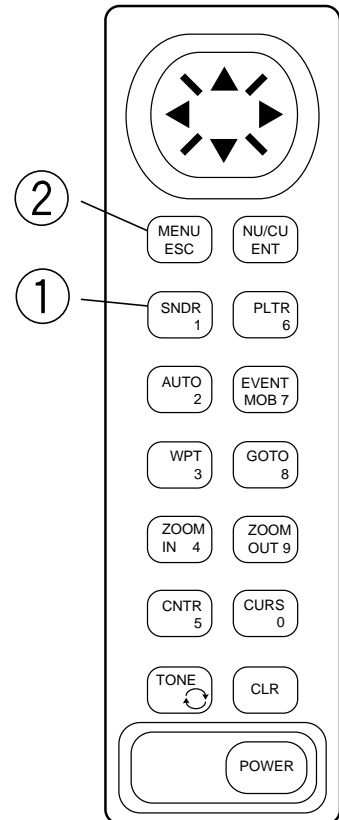 ②
MENU
ESC
NU/CU
ENT
①
SNDR
1
PLTR
6
AUTO
2
EVENT
MOB 7
WPT
3
GOTO
8
ZOOM
IN 4
ZOOM
OUT 9
CNTR
5
CURS
0
TONE
CLR
POWER